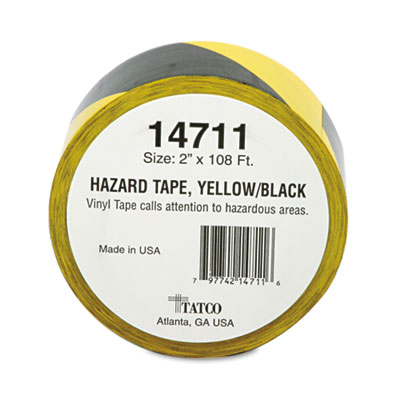 14711
Size: 2" x 108 Ft.
HAZARD TAPE, YELLOW/BLACK
Vinyl Tape calls attention to hazardous areas.
Made in USA
7 97742 14711 6
TATCO
Atlanta, GA USA